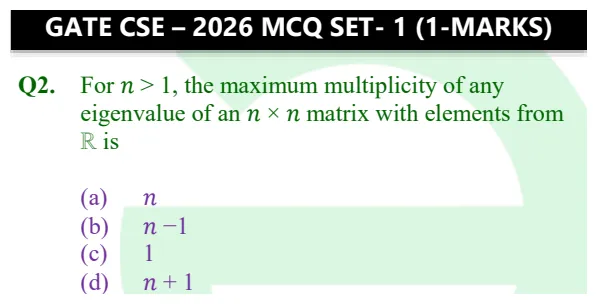 GATE CSE – 2026 MCQ SET- 1 (1-MARKS)
Q2. For n > 1, the maximum multiplicity of any
eigenvalue of an n × n matrix with elements from
ℝ is
(a) n
(b) n −1
(c) 1
(d) n + 1